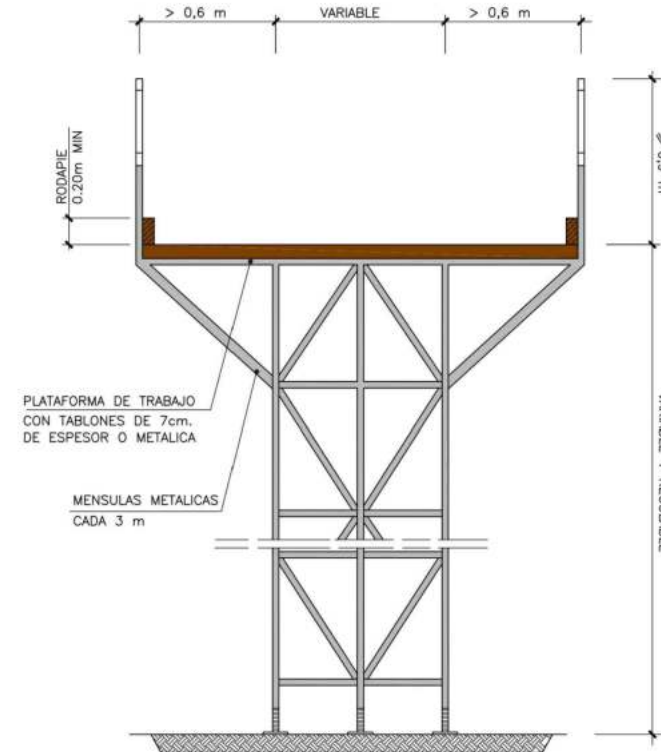 > 0,6 m
VARIABLE
> 0,6 m
RODAPIE
0.20m MIN
PLATAFORMA DE TRABAJO
CON TABLONES DE 7cm.
DE ESPESOR O METALICA
MENSULAS METALICAS
CADA 3 m